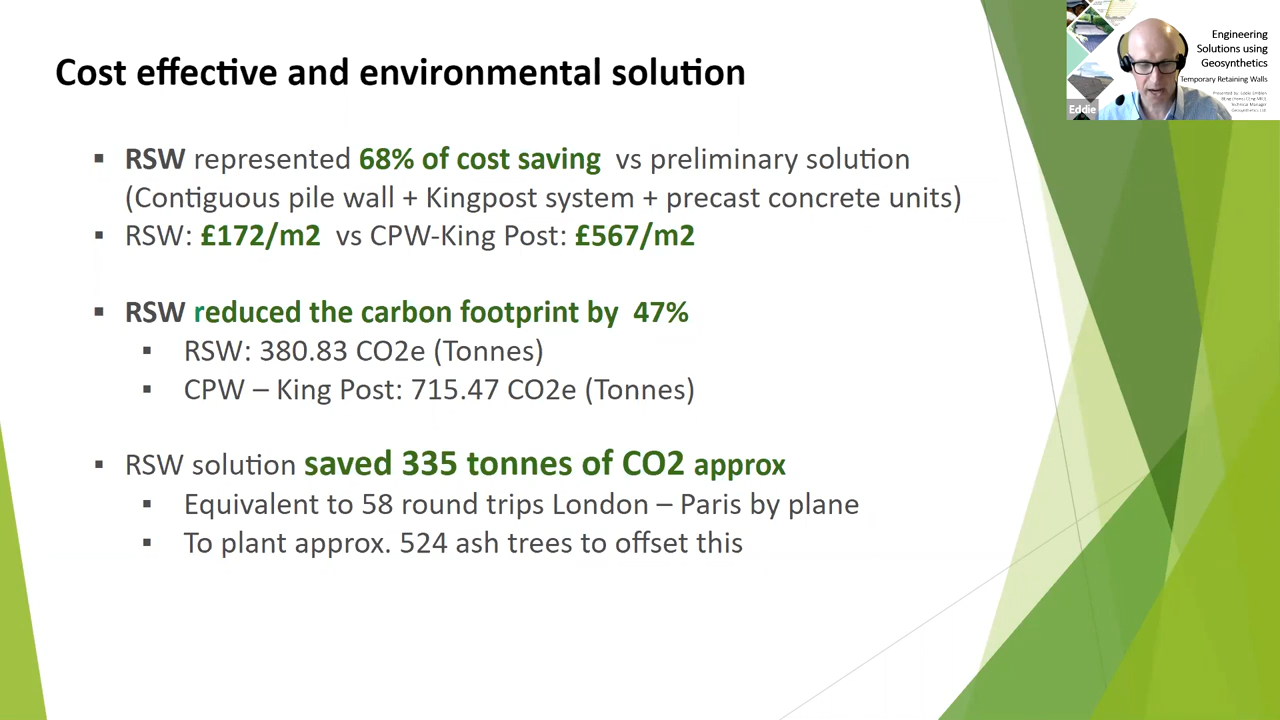 Cost effective and environmental solution
▪ RSW represented 68% of cost saving vs preliminary solution
(Contiguous pile wall + Kingpost system + precast concrete units)
▪ RSW: £172/m2 vs CPW-King Post: £567/m2
▪ RSW reduced the carbon footprint by 47%
▪ RSW: 380.83 CO2e (Tonnes)
▪ CPW – King Post: 715.47 CO2e (Tonnes)
▪ RSW solution saved 335 tonnes of CO2 approx
▪ Equivalent to 58 round trips London – Paris by plane
▪ To plant approx. 524 ash trees to offset this
Engineering
Solutions using
Geosynthetics
Temporary Retaining Walls
Technical Manager
Eddie